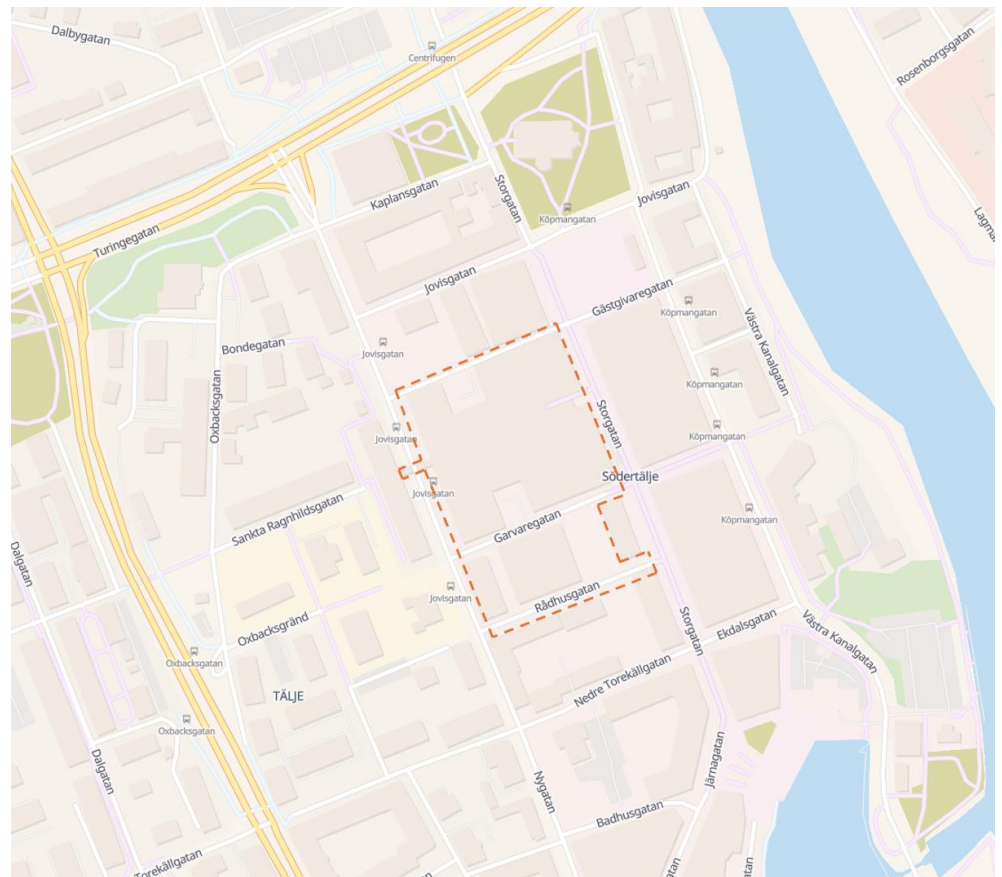 Dalbygatan
Centrifugen
Rosenborgsgatan
Kaplansgatan
Storgatan
Jovisgatan
Köpmangatan
Turingegatan
Jovisgatan
Gästgivaregatan
Köpmangatan
Västra Kanalgatan
Bondegatan
Jovisgatan
Köpmangatan
Oxbacksgatan
Storgatan
Jovisgatan
Köpmangatan
Södertälje
Jovisgatan
Sankta Ragnhildsgatan
Garvaregatan
Köpmangatan
Dalgatan
Jovisgatan
Rådhusgatan
Storgatan
Oxbacksgränd
Ekdalsgatan
Västra Kanalgatan
Oxbacksgatan
Nedre Torekällgatan
TÄLJE
Oxbacksgatan
Dalgatan
Nygatan
Järnagatan
Badhusgatan
Torekällgatan